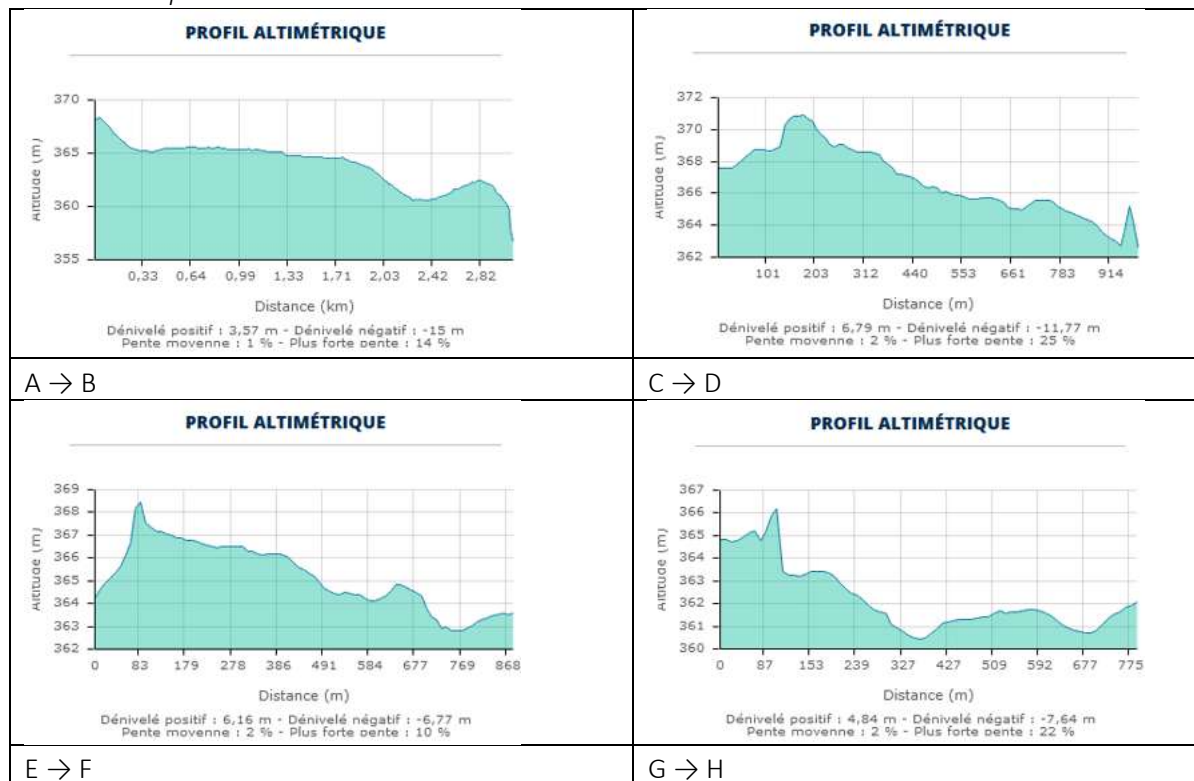 PROFIL ALTIMÉTRIQUE
370
365
360
355
Altitude (m)
0,33 0,64 0,99 1,33 1,71 2,03 2,42 2,82
Distance (km)
Dénivelé positif : 3,57 m - Dénivelé négatif : -15 m
Pente moyenne : 1 % - Plus forte pente : 14 %
A → B
PROFIL ALTIMÉTRIQUE
372
370
368
366
364
362
Altitude (m)
101 203 312 440 553 661 783 914
Distance (m)
Dénivelé positif : 6,79 m - Dénivelé négatif : -11,77 m
Pente moyenne : 2 % - Plus forte pente : 25 %
C → D
PROFIL ALTIMÉTRIQUE
369
368
367
366
365
364
363
362
Altitude (m)
0 83 179 278 386 491 584 677 769 868
Distance (m)
Dénivelé positif : 6,16 m - Dénivelé négatif : -6,77 m
Pente moyenne : 2 % - Plus forte pente : 10 %
E → F
PROFIL ALTIMÉTRIQUE
367
366
365
364
363
362
361
360
Altitude (m)
0 87 153 239 327 427 509 592 677 775
Distance (m)
Dénivelé positif : 4,84 m - Dénivelé négatif : -7,64 m
Pente moyenne : 2 % - Plus forte pente : 22 %
G → H